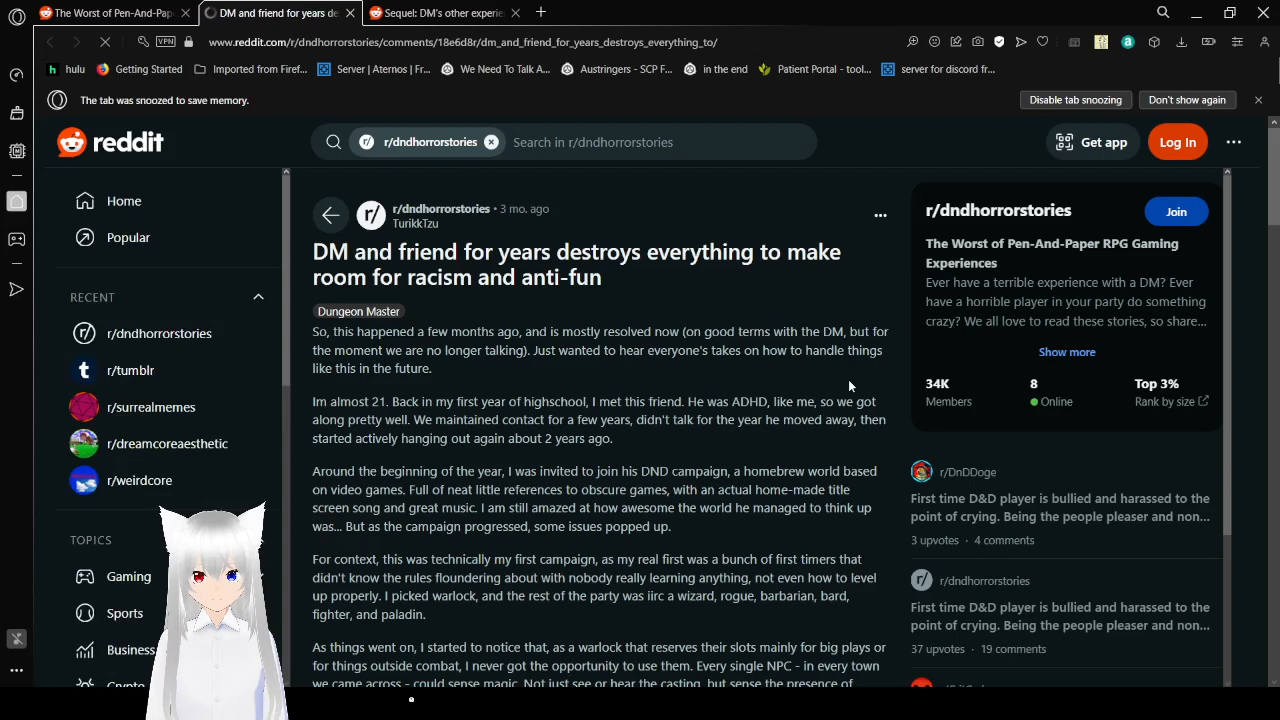 The Worst of Pen-And-Pap
DM and friend for years de
Sequel: DM's other experie
VPN
www.reddit.com/r/dndhorrorstories/comments/18e6d8r/dm_and_friend_for_years_destroys_everything_to/
hulu
Getting Started
Imported from Firef...
Server | Aternos | Fr...
We Need To Talk A...
Austringers - SCP F...
in the end
Patient Portal - tool...
server for discord fr...
The tab was snoozed to save memory.
Disable tab snoozing
Don't show again
reddit
r/dndhorrorstories
Search in r/dndhorrorstories
Get app
Log In
Home
Popular
RECENT
r/dndhorrorstories
r/tumblr
r/surrealmemes
r/dreamcoreaesthetic
r/weirdcore
TOPICS
Gaming
Sports
Business
Crypto
r/dndhorrorstories • 3 mo. ago
TurikkTzu
DM and friend for years destroys everything to make
room for racism and anti-fun
Dungeon Master
So, this happened a few months ago, and is mostly resolved now (on good terms with the DM, but for
the moment we are no longer talking). Just wanted to hear everyone's takes on how to handle things
like this in the future.
Im almost 21. Back in my first year of highschool, I met this friend. He was ADHD, like me, so we got
along pretty well. We maintained contact for a few years, didn't talk for the year he moved away, then
started actively hanging out again about 2 years ago.
Around the beginning of the year, I was invited to join his DND campaign, a homebrew world based
on video games. Full of neat little references to obscure games, with an actual home-made title
screen song and great music. I am still amazed at how awesome the world he managed to think up
was... But as the campaign progressed, some issues popped up.
For context, this was technically my first campaign, as my real first was a bunch of first timers that
didn't know the rules floundering about with nobody really learning anything, not even how to level
up properly. I picked warlock, and the rest of the party was iirc a wizard, rogue, barbarian, bard,
fighter, and paladin.
As things went on, I started to notice that, as a warlock that reserves their slots mainly for big plays or
for things outside combat, I never got the opportunity to use them. Every single NPC - in every town
we came across - could sense magic. Not just see or hear the casting, but sense the presence of
r/dndhorrorstories
Join
The Worst of Pen-And-Paper RPG Gaming
Experiences
Ever have a terrible experience with a DM? Ever
have a horrible player in your party do something
crazy? We all love to read these stories, so share...
Show more
34K
Members
8
Online
Top 3%
Rank by size
r/DnDDoge
First time D&D player is bullied and harassed to the
point of crying. Being the people pleaser and non...
3 upvotes · 4 comments
r/dndhorrorstories
First time D&D player is bullied and harassed to the
point of crying. Being the people pleaser and non...
37 upvotes · 19 comments